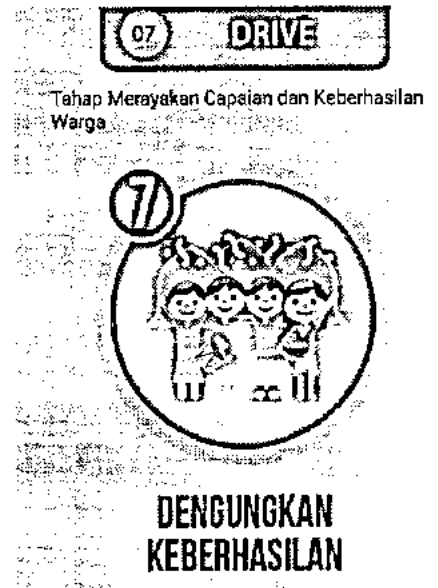 07 DRIVE
Tahap Merayakan Capaian dan Keberhasilan
Warga
7
DENGUNGKAN
KEBERHASILAN